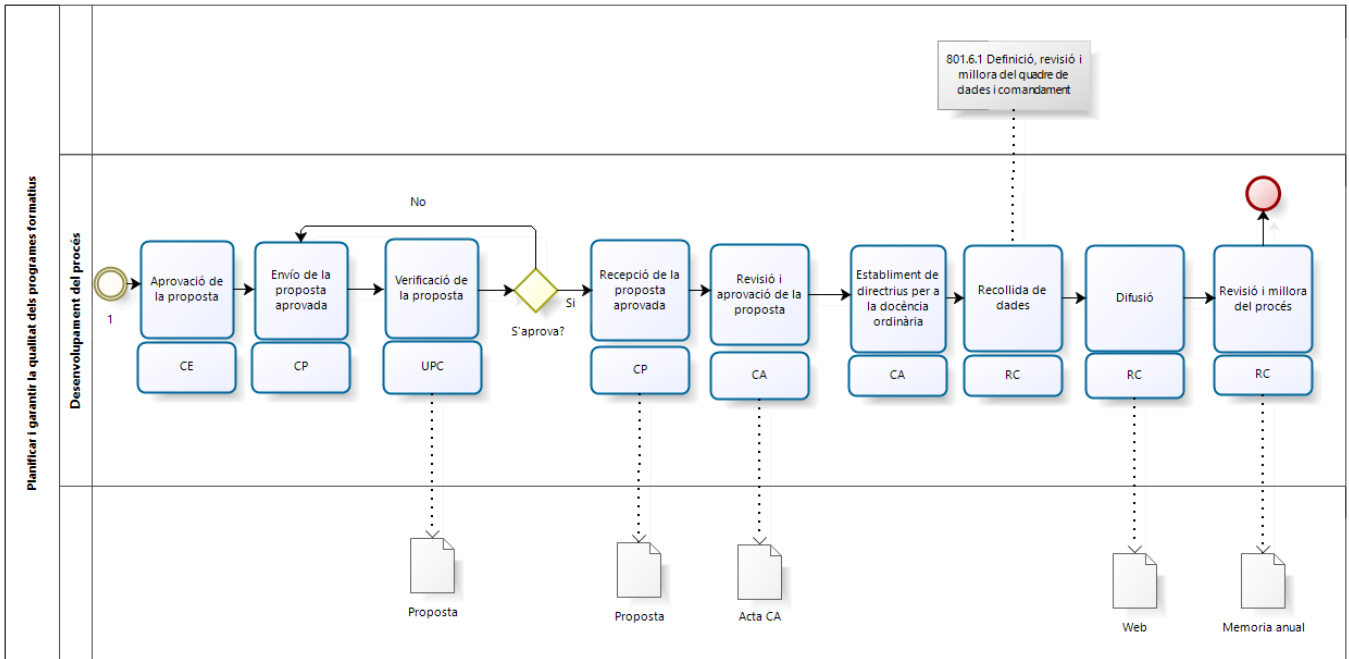 Planificar i garantir la qualitat dels programes formatius
Desenvolupament del procés
801.6.1 Definició, revisió i
millora del quadre de
dades i comandament
No
1
Aprovació de
la proposta
CE
Envío de la
proposta
aprovada
CP
Verificació de
la proposta
UPC
S'aprova?
Si
Recepció de la
proposta
aprovada
CP
Revisió i
aprovació de la
proposta
CA
Establiment de
directrius per a
la docència
ordinària
CA
Recollida de
dades
RC
Difusió
RC
Revisió i millora
del procés
RC
Proposta
Proposta
Acta CA
Web
Memoria anual